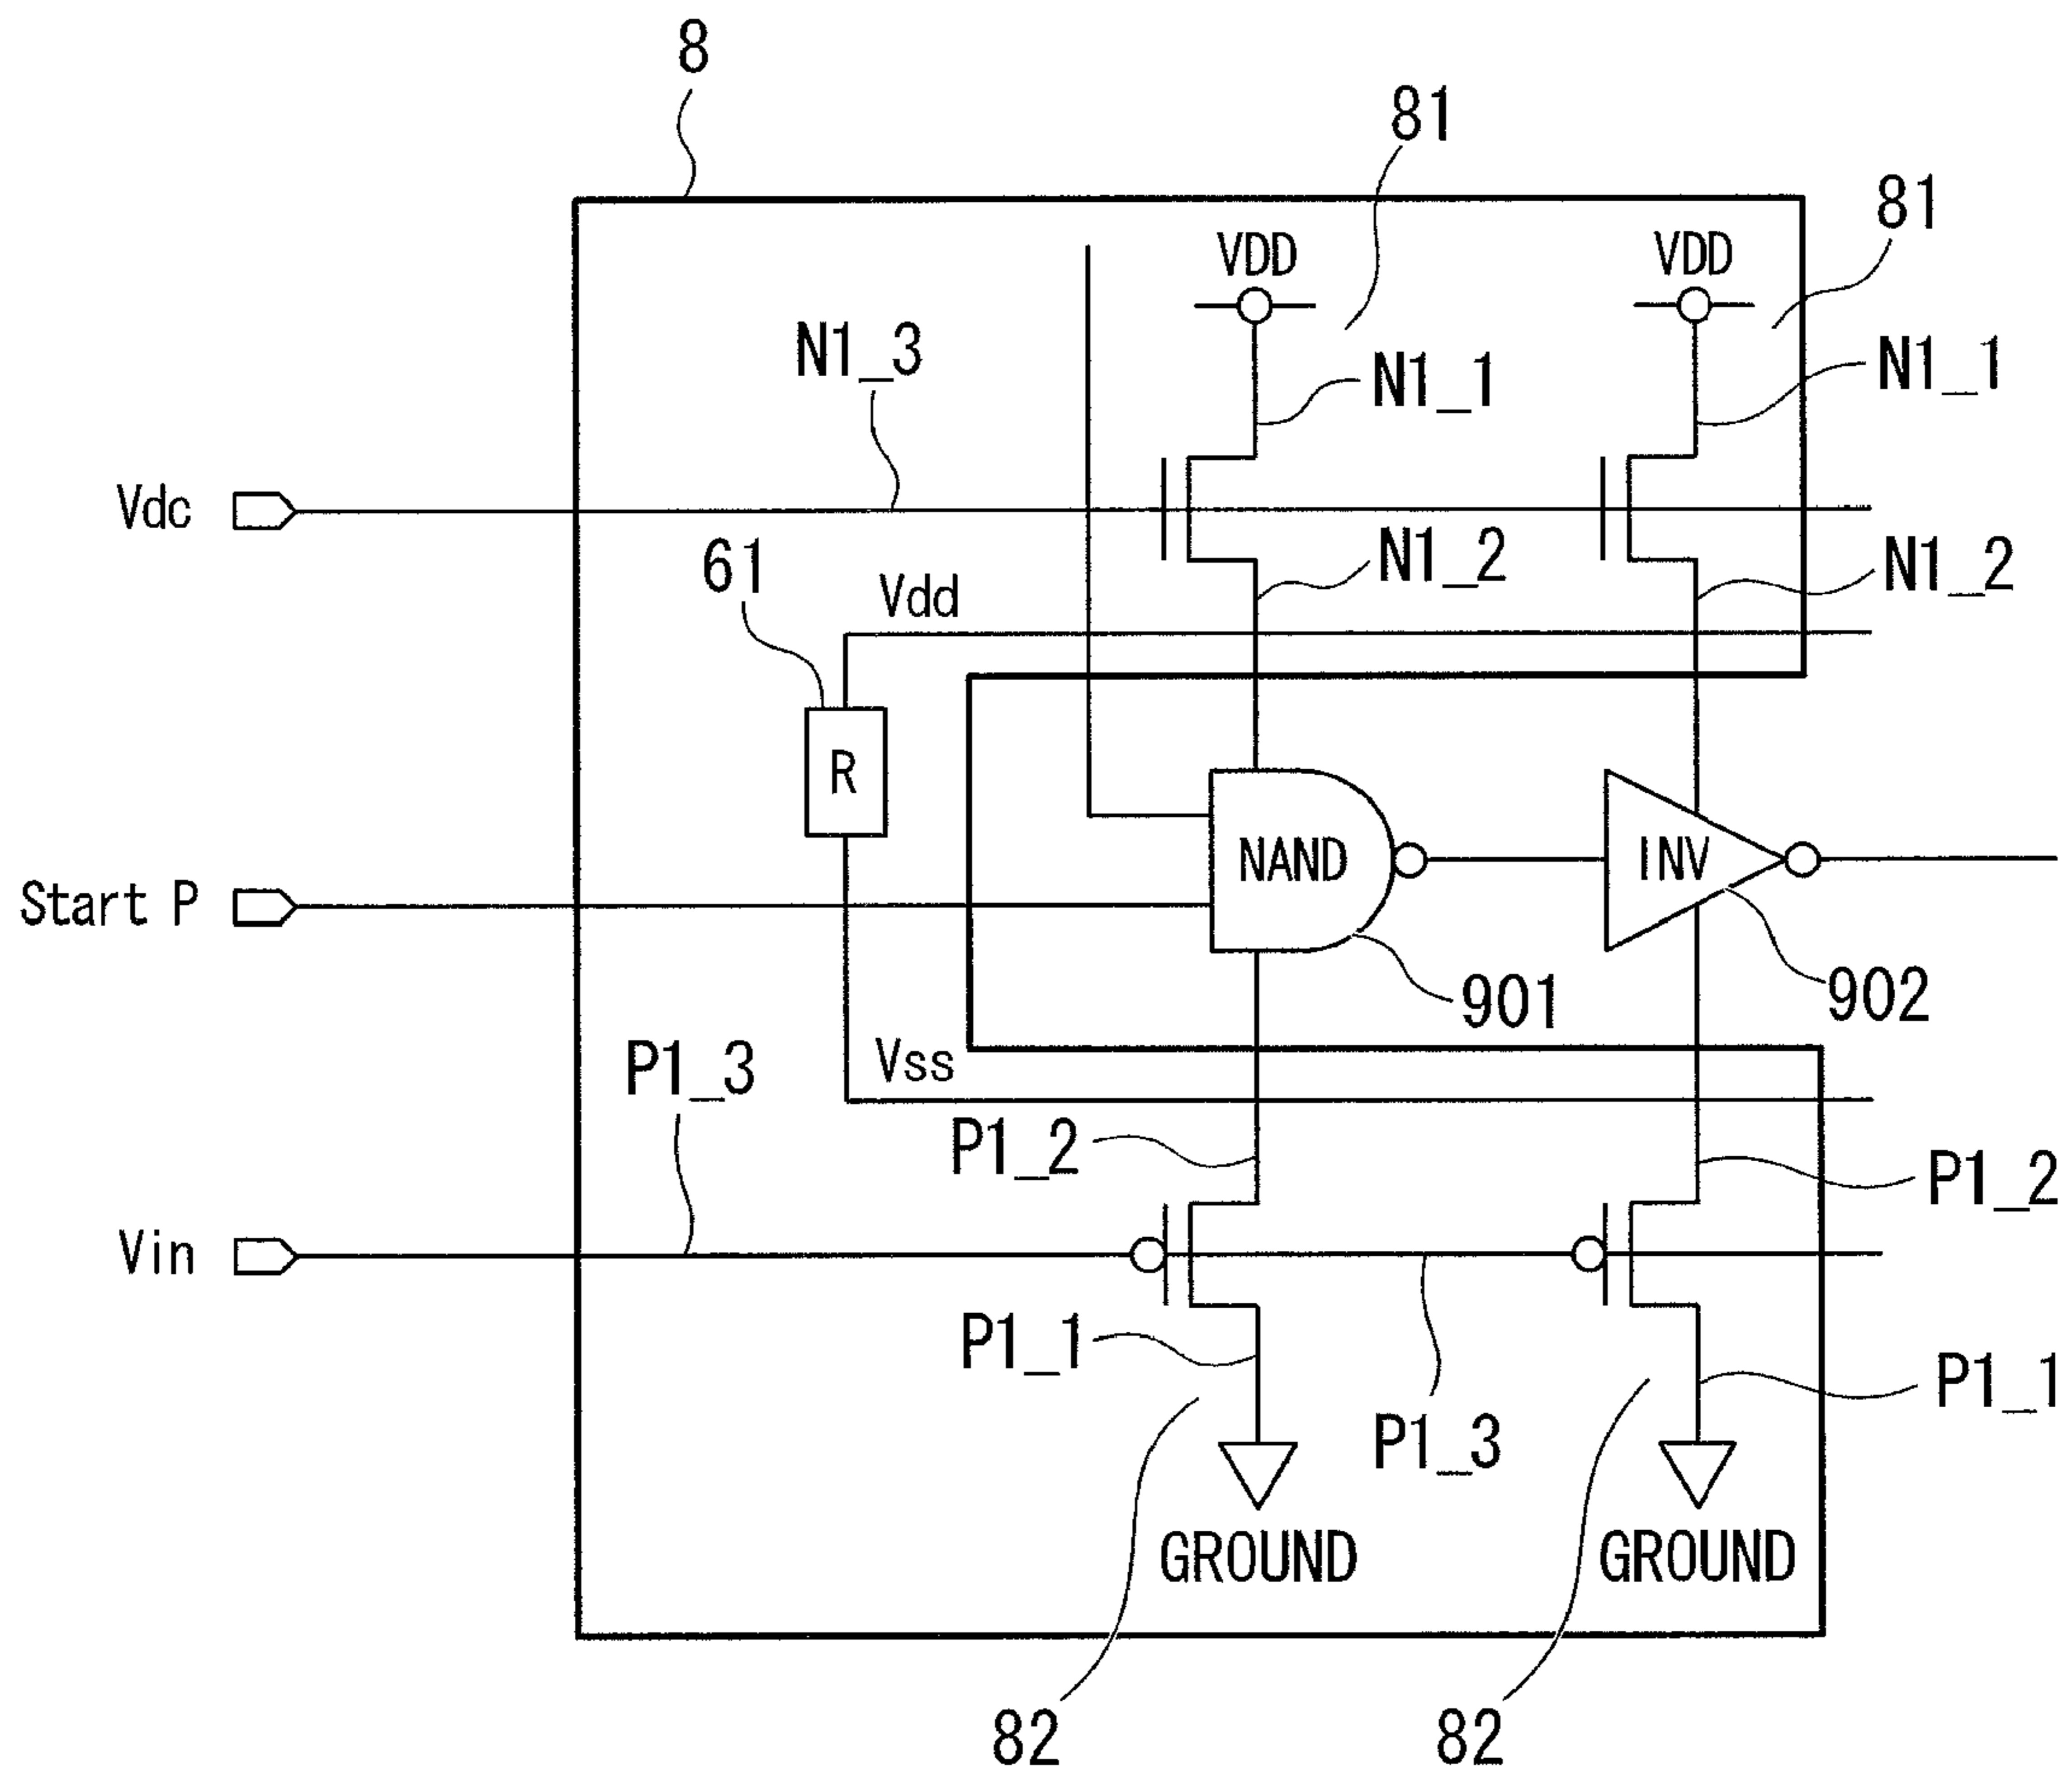 8
81
81
VDD
VDD
N1_3
N1_1
N1_1
Vdc
61
Vdd
N1_2
N1_2
R
NAND
INV
Start P
901
902
P1_3
Vss
P1_2
P1_2
Vin
P1_1
P1_3
P1_1
GROUND
GROUND
82
82